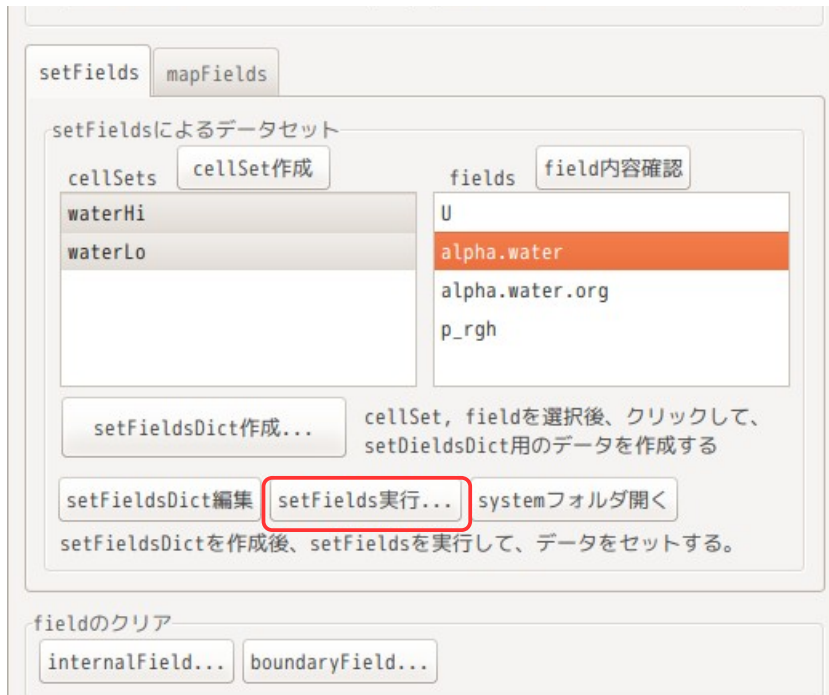 setFields mapFields
setFieldsによるデータセット
cellSets cellSet作成 fields field内容確認
waterHi U
waterLo alpha.water
alpha.water.org
p_rgh
setFieldsDict作成... cellSet, fieldを選択後、クリックして、
setDieldsDict用のデータを作成する
setFieldsDict編集 setFields実行... systemフォルダ開く
setFieldsDictを作成後、setFieldsを実行して、データをセットする。
fieldのクリア
internalField... boundaryField...